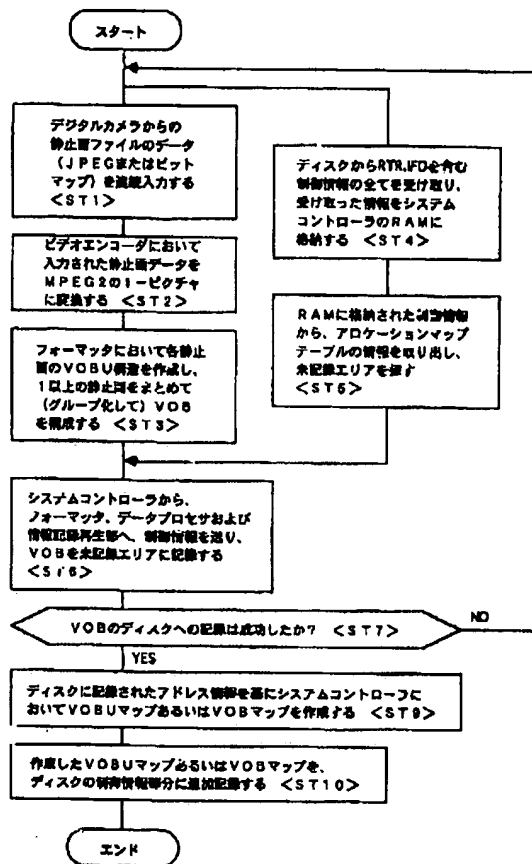 スタート
デジタルカメラからの
静止画ファイルのデータ
(JPEGまたはビット
マップ)を連続入力する
<ST1>
ビデオエンコーダにおいて
入力された静止画データを
MPEG2のI-ピクチャ
に変換する <ST2>
フォーマッタにおいて各静止
画のVOBU構造を作成し、
1以上の静止画をまとめて
(グループ化して)VOB
を構成する <ST3>
ディスクからRTR.IFOを含む
制御情報の全てを受け取り、
受け取った情報をシステム
コントローラのRAMに
格納する <ST4>
RAMに格納された制御情報
から、アロケーションマップ
テーブルの情報を取り出し、
未記録エリアを探す
<ST5>
システムコントローラから、
フォーマッタ、データプロセサおよび
情報記録再生部へ、制御情報を送り、
VOBを未記録エリアに記録する
<ST6>
VOBのディスクへの記録は成功したか? <ST7>
NO
YES
ディスクに記録されたアドレス情報を基にシステムコントローラに
おいてVOBUマップあるいはVOBマップを作成する <ST9>
作成したVOBUマップあるいはVOBマップを、
ディスクの制御情報部分に追加記録する <ST10>
エンド